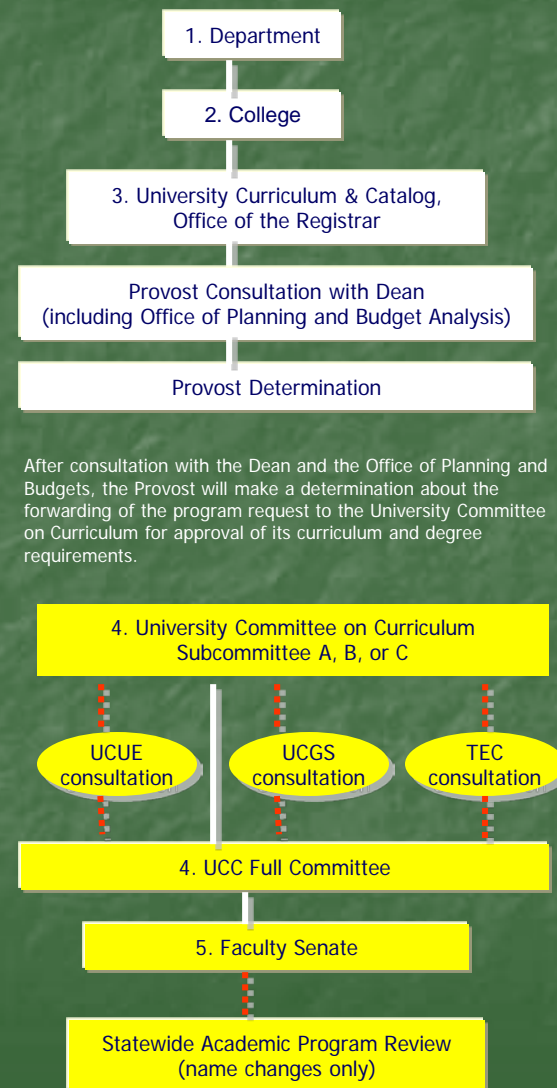 1. Department
2. College
3. University Curriculum & Catalog,
Office of the Registrar
Provost Consultation with Dean
(including Office of Planning and Budget Analysis)
Provost Determination
After consultation with the Dean and the Office of Planning and
Budgets, the Provost will make a determination about the
forwarding of the program request to the University Committee
on Curriculum for approval of its curriculum and degree
requirements.
4. University Committee on Curriculum
Subcommittee A, B, or C
UCUE
consultation
UCGS
consultation
TEC
consultation
4. UCC Full Committee
5. Faculty Senate
Statewide Academic Program Review
(name changes only)